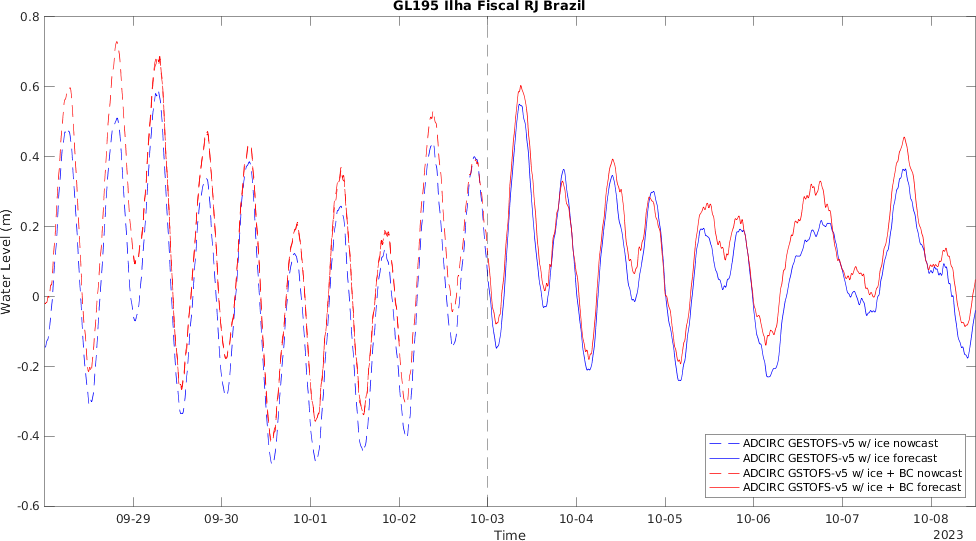 GL195 Ilha Fiscal RJ Brazil
0.8
0.6
0.4
0.2
0
-0.2
-0.4
-0.6
Water Level (m)
ADCIRC GESTOFS-v5 w/ ice nowcast
ADCIRC GESTOFS-v5 w/ ice forecast
ADCIRC GSTOFS-v5 w/ ice + BC nowcast
ADCIRC GSTOFS-v5 w/ ice + BC forecast
09-29 09-30 10-01 10-02 10-03 10-04 10-05 10-06 10-07 10-08
Time
2023